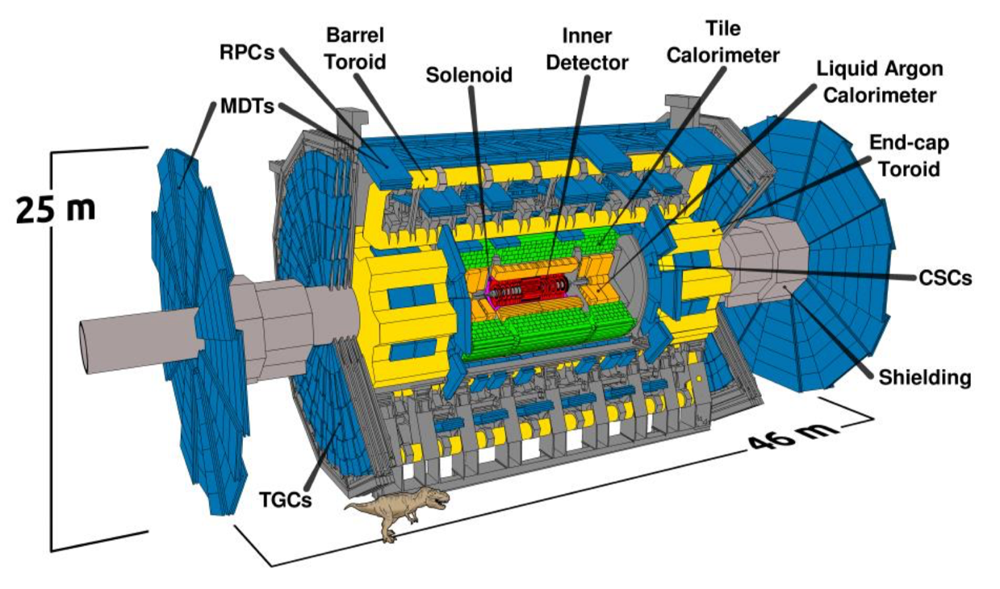 RPCs
Barrel
Toroid
Solenoid
Inner
Detector
Tile
Calorimeter
Liquid Argon
Calorimeter
MDTs
End-cap
Toroid
25 m
CSCs
Shielding
46 m
TGCs